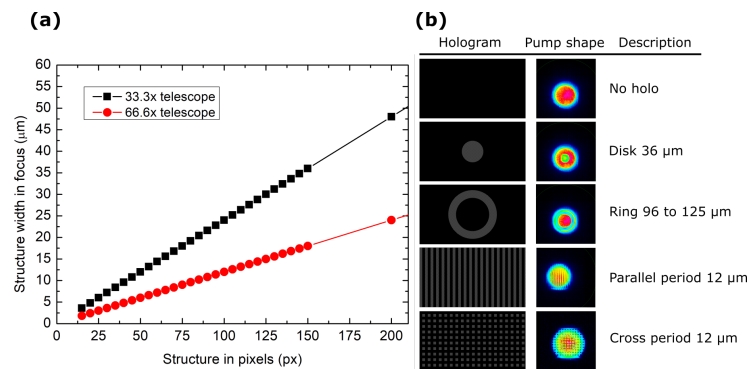 (a)
60
55
50
45
40
35
30
25
20
15
10
5
0
0 25 50 75 100 125 150 175 200
Structure width in focus (μm)
Structure in pixels (px)
33.3x telescope
66.6x telescope
(b)
Hologram Pump shape Description
No holo
Disk 36 μm
Ring 96 to 125 μm
Parallel period 12 μm
Cross period 12 μm